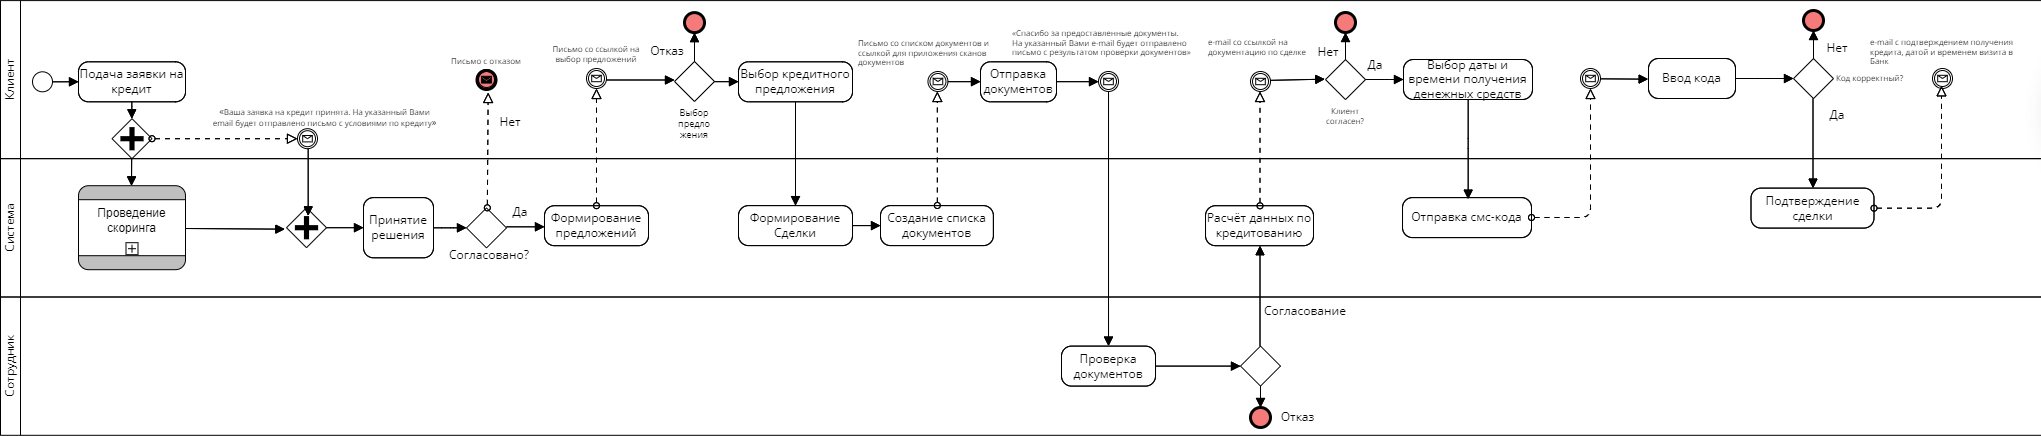 Клиент
Подача заявки на
кредит
«Ваша заявка на кредит принята. На указанный Вами
email будет отправлено письмо с условиями по кредиту»
Письмо с отказом
Нет
Письмо со ссылкой на
выбор предложений
Отказ
Выбор
предло
жения
Выбор кредитного
предложения
Письмо со списком документов и
ссылкой для приложения сканов
документов
Отправка
документов
«Спасибо за предоставленные документы.
На указанный Вами e-mail будет отправлено
письмо с результатом проверки документов»
e-mail со ссылкой на
документацию по сделке
Нет
Да
Клиент
согласен?
Выбор даты и
времени получения
денежных средств
Ввод кода
Нет
Код корректный?
Да
e-mail с подтверждением получения
кредита, датой и временем визита в
Банк
Система
Проведение
скоринга
Принятие
решения
Согласовано?
Да
Формирование
предложений
Формирование
Сделки
Создание списка
документов
Расчёт данных по
кредитованию
Отправка смс-кода
Подтверждение
сделки
Сотрудник
Проверка
документов
Согласование
Отказ